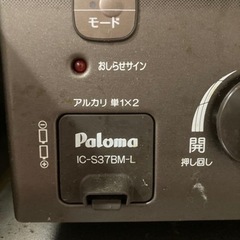 モード
おしらせサイン
アルカリ 単1×2
Paloma
IC-S37BM-L
開
押し回し